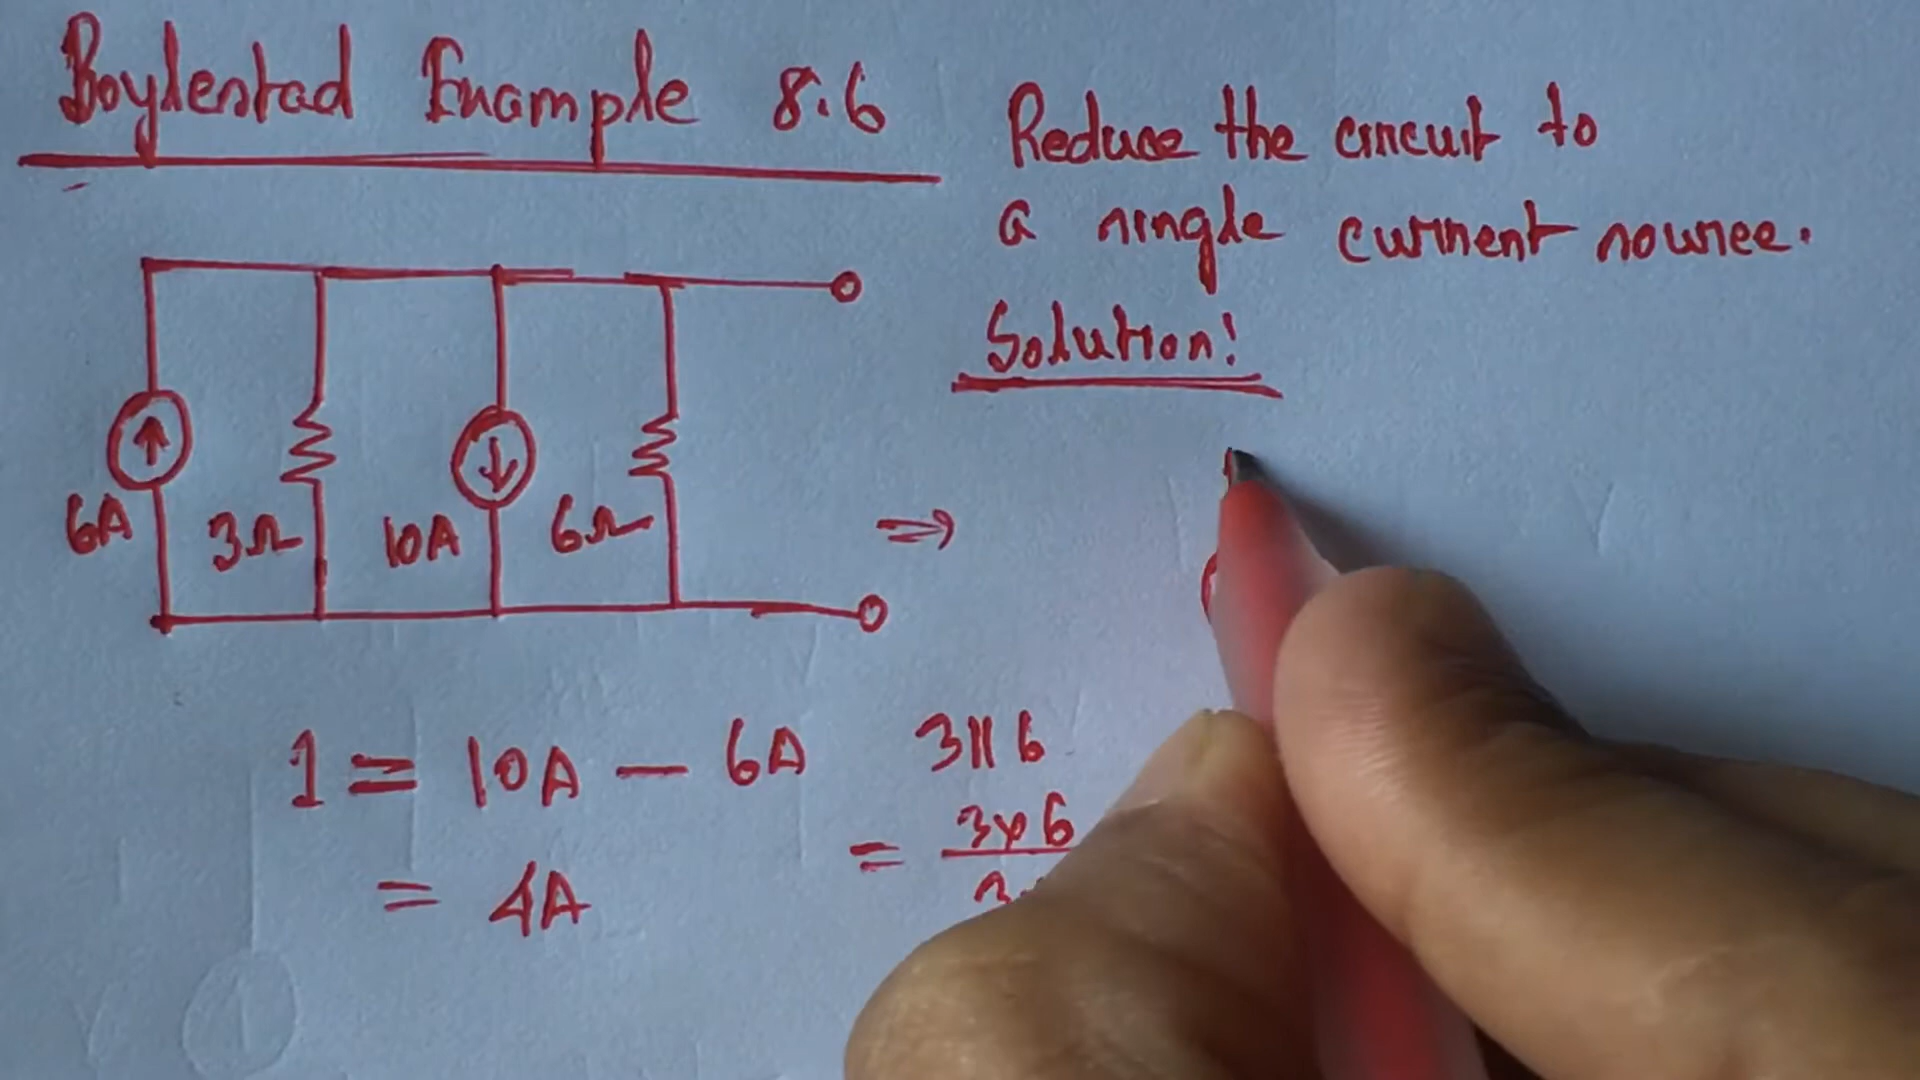 Boylestad Example 8.6
Reduce the circuit to
a single current source.
Solution:
6A 3Ω 10A 6Ω ⇒
I = 10A - 6A
= 4A
3||6
= 3×6
3